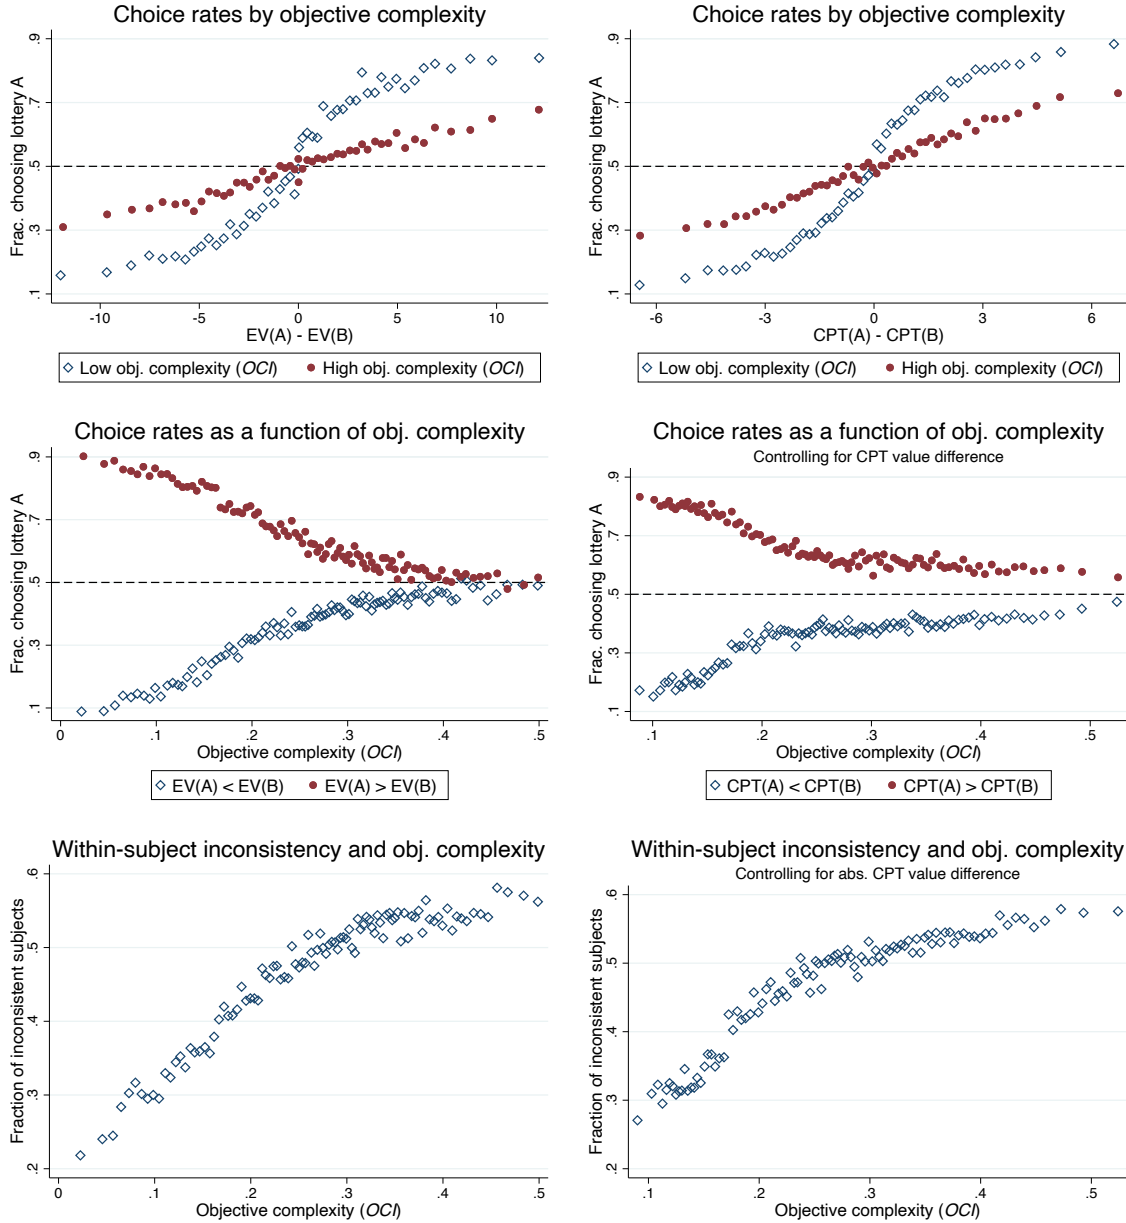 Choice rates by objective complexity
Frac. choosing lottery A
.9
.7
.5
.3
.1
-10
-5
0
5
10
EV(A) - EV(B)
Low obj. complexity (OCI)
High obj. complexity (OCI)
Choice rates by objective complexity
Frac. choosing lottery A
.9
.7
.5
.3
.1
-6
-3
0
3
6
CPT(A) - CPT(B)
Low obj. complexity (OCI)
High obj. complexity (OCI)
Choice rates as a function of obj. complexity
Frac. choosing lottery A
.9
.7
.5
.3
.1
0
.1
.2
.3
.4
.5
Objective complexity (OCI)
EV(A) < EV(B)
EV(A) > EV(B)
Choice rates as a function of obj. complexity
Controlling for CPT value difference
Frac. choosing lottery A
.9
.7
.5
.3
.1
.1
.2
.3
.4
.5
Objective complexity (OCI)
CPT(A) < CPT(B)
CPT(A) > CPT(B)
Within-subject inconsistency and obj. complexity
Fraction of inconsistent subjects
.6
.5
.4
.3
.2
0
.1
.2
.3
.4
.5
Objective complexity (OCI)
Within-subject inconsistency and obj. complexity
Controlling for abs. CPT value difference
Fraction of inconsistent subjects
.6
.5
.4
.3
.2
.1
.2
.3
.4
.5
Objective complexity (OCI)